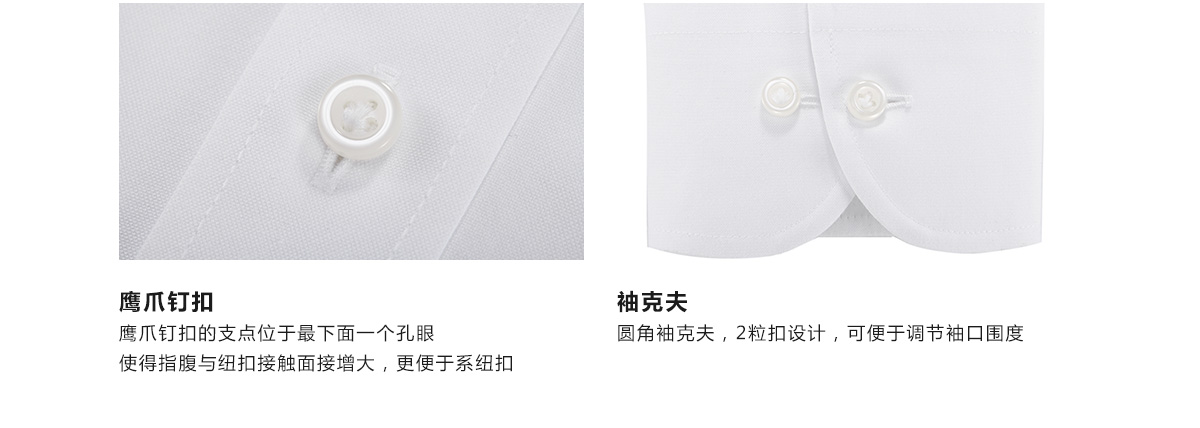 鹰爪钉扣
鹰爪钉扣的支点位于最下面一个孔眼
使得指腹与纽扣接触面接增大，更便于系纽扣
袖克夫
圆角袖克夫，2粒扣设计，可便于调节袖口围度